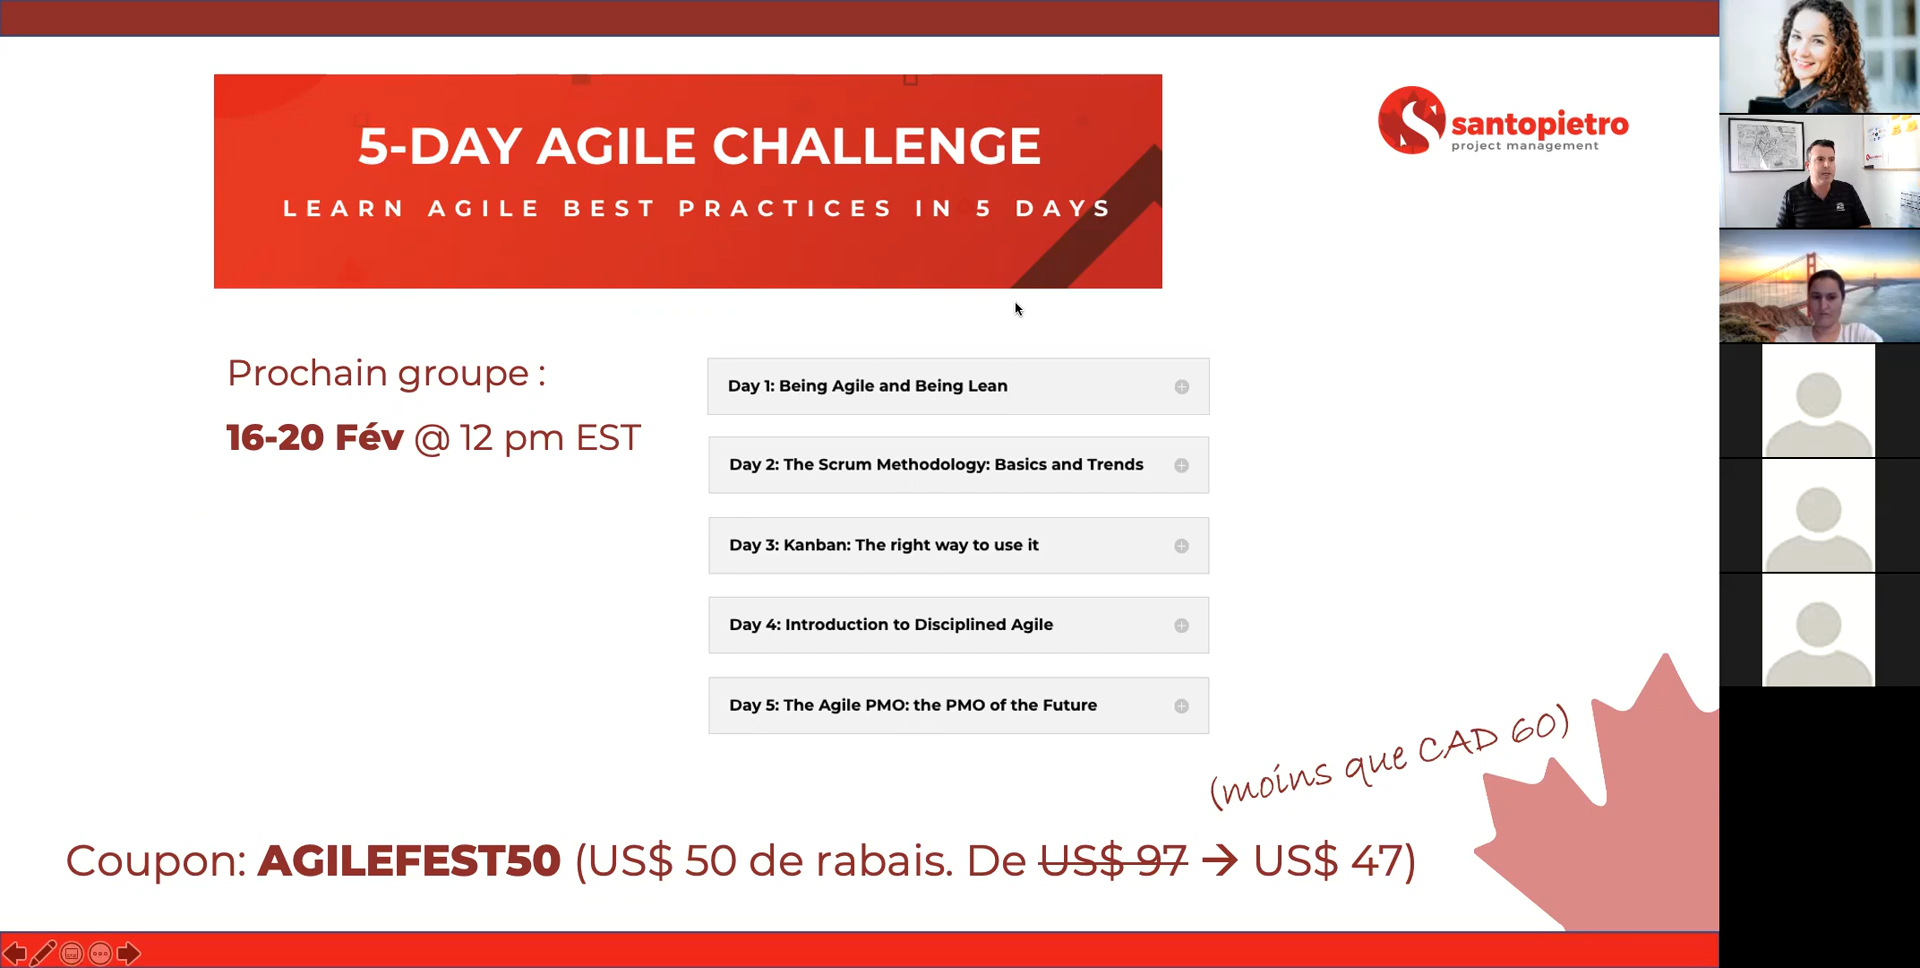 5-DAY AGILE CHALLENGE
LEARN AGILE BEST PRACTICES IN 5 DAYS
santopietro
project management
Prochain groupe :
16-20 Fév @ 12 pm EST
Day 1: Being Agile and Being Lean
Day 2: The Scrum Methodology: Basics and Trends
Day 3: Kanban: The right way to use it
Day 4: Introduction to Disciplined Agile
Day 5: The Agile PMO: the PMO of the Future
(moins que CAD 60)
Coupon: AGILEFEST50 (US$ 50 de rabais. De US$ 97 → US$ 47)